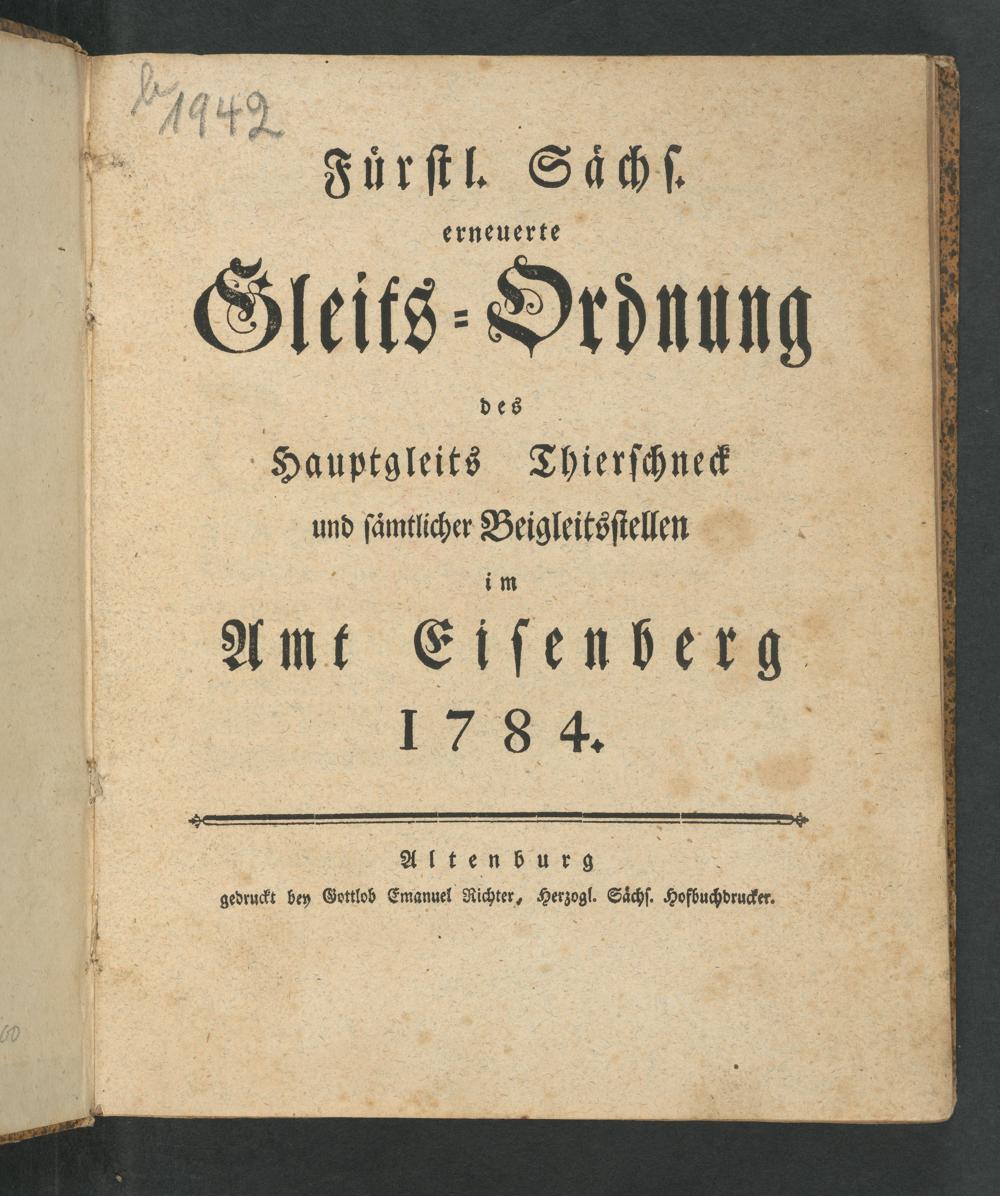 b
1942
Fürstl. Sächs.
erneuerte
Gleits=Ordnung
des
Hauptgleits Thierschneck
und sämtlicher Beigleitsstellen
im
Amt Eisenberg
1784.
Altenburg
gedruckt bey Gottlob Emanuel Richter, Herzogl. Sächs. Hofbuchdrucker.